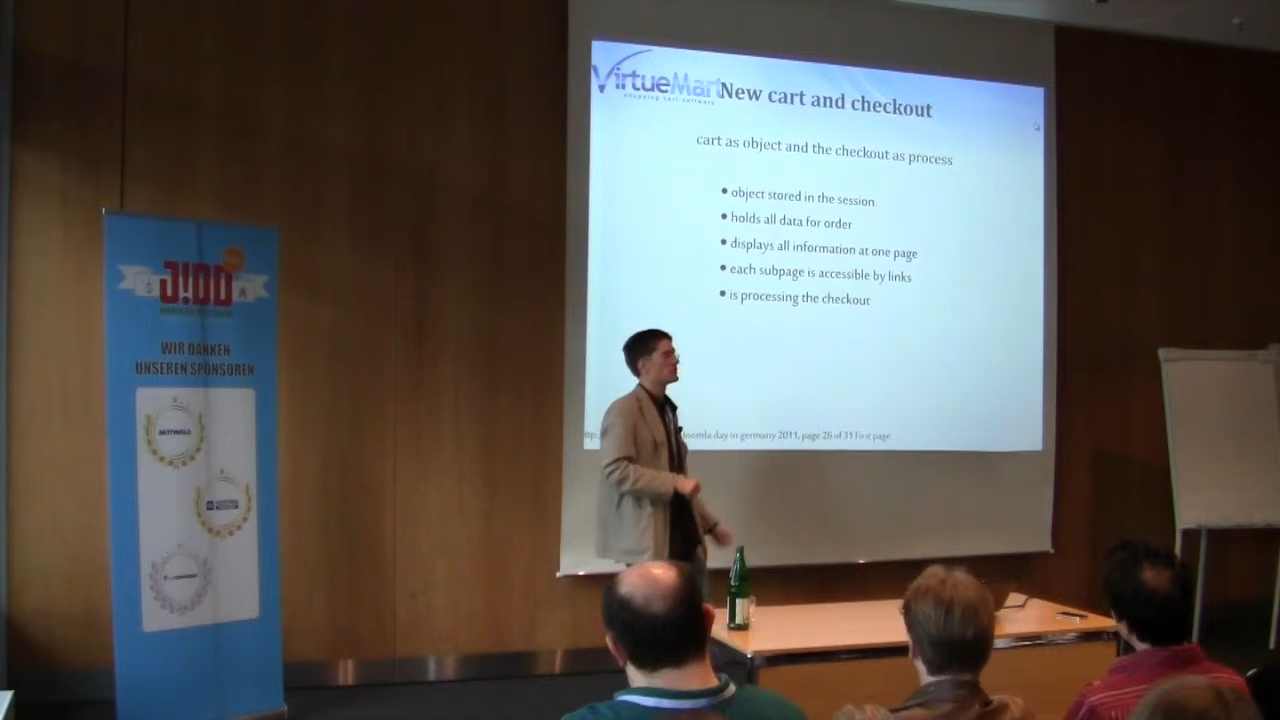 VirtueMart
shopping cart software
New cart and checkout
cart as object and the checkout as process
object stored in the session.
holds all data for order
displays all information at one page
each subpage is accessible by links
is processing the checkout
Joomla day in germany 2011, page 26 of 31 First page
J!DD
WIR DANKEN
UNSEREN SPONSOREN